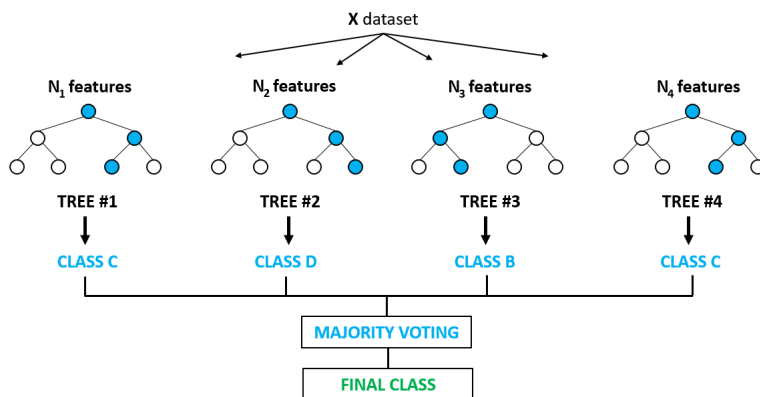 X dataset
N₁ features N₂ features N₃ features N₄ features
TREE #1 TREE #2 TREE #3 TREE #4
CLASS C CLASS D CLASS B CLASS C
MAJORITY VOTING
FINAL CLASS